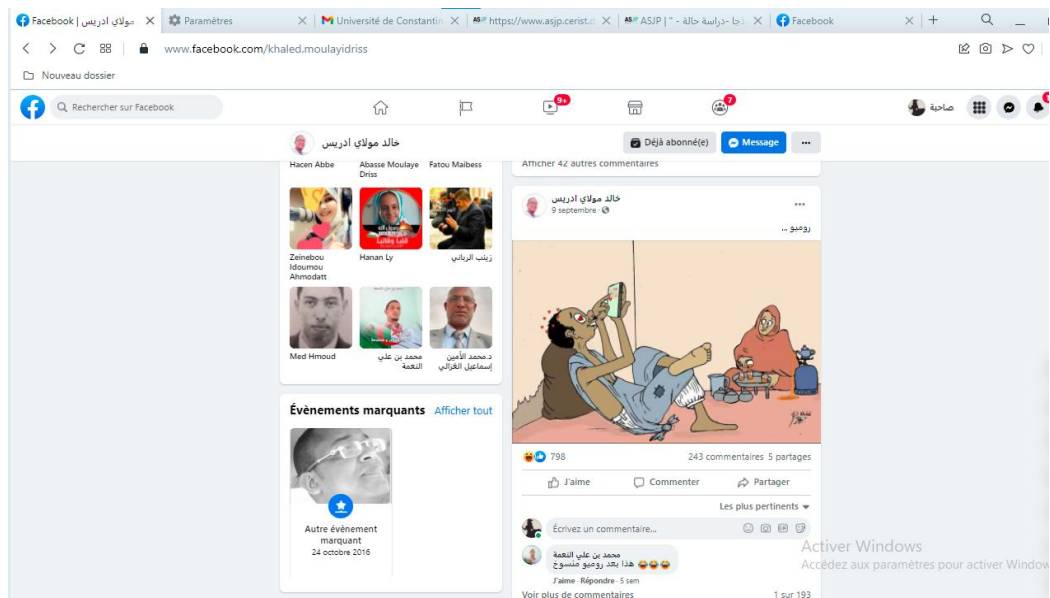 مولاي ادريس | Facebook
Paramètres
Université de Constantin
https://www.asjp.cerist.d
ASJP | " - دراسة حالة
Facebook
www.facebook.com/khaled.moulayidriss
Nouveau dossier
Rechercher sur Facebook
9+
7
صاحبة
خالد مولاي ادريس
Déjà abonné(e)
Message
Hacen Abbe
Abasse Moulaye Driss
Fatou Maibess
Zeinebou Idoumou Ahmodatt
Hanan Ly
زينب الرباني
Med Hmoud
محمد بن علي النعمة
د.محمد الأمين إسماعيل الغزالي
Évènements marquants
Afficher tout
Autre évènement marquant
24 octobre 2016
Afficher 42 autres commentaires
خالد مولاي ادريس
9 septembre
روميو ...
798
243 commentaires 5 partages
J'aime
Commenter
Partager
Les plus pertinents
Écrivez un commentaire...
محمد بن علي النعمة
هذا بعد روميو منسوخ 😂😂😂
J'aime · Répondre · 5 sem
Voir plus de commentaires
1 sur 193
Activer Windows
Accédez aux paramètres pour activer Window